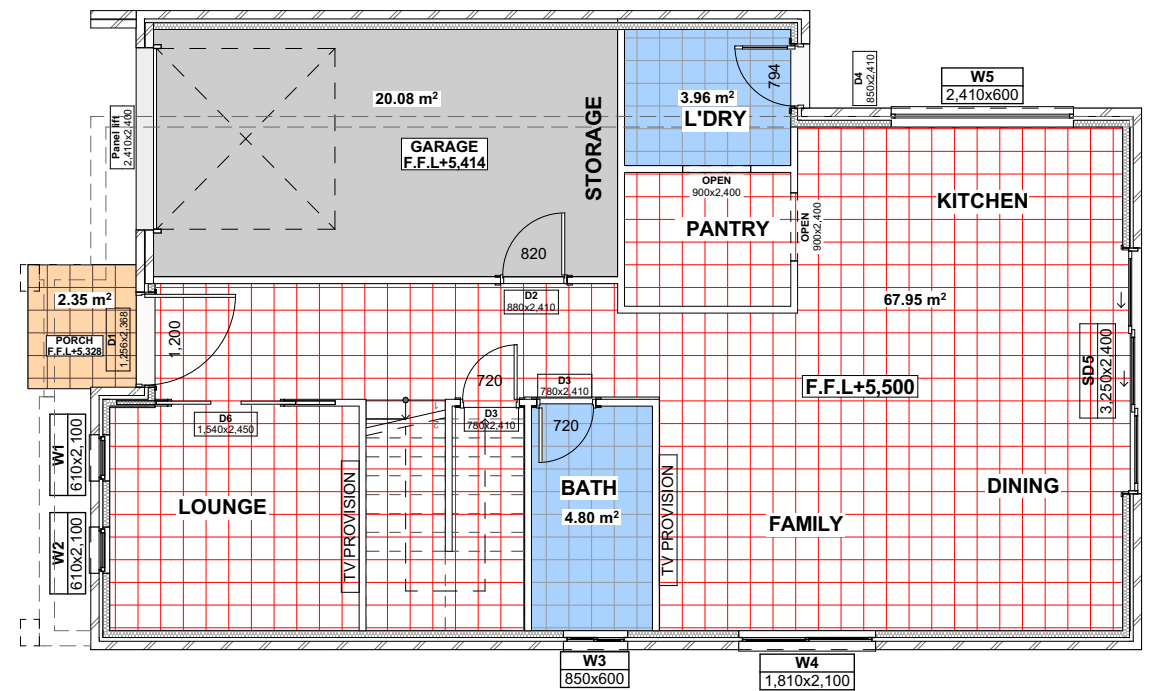 W5
2,410x600
D4
850x2,410
794
3.96 m²
L'DRY
20.08 m²
STORAGE
GARAGE
F.F.L+5,414
Panel lift
2,410x2,400
OPEN
900x2,400
PANTRY
OPEN
900x2,400
KITCHEN
820
D2
880x2,410
2.35 m²
67.95 m²
PORCH
F.F.L+5,328
D1
1,256x2,368
1,200
SD5
3,250x2,400
F.F.L+5,500
720
D3
780x2,410
D3
780x2,410
720
D6
1,540x2,450
W1
610x2,100
W2
610x2,100
LOUNGE
TV PROVISION
BATH
4.80 m²
TV PROVISION
FAMILY
DINING
W3
850x600
W4
1,810x2,100